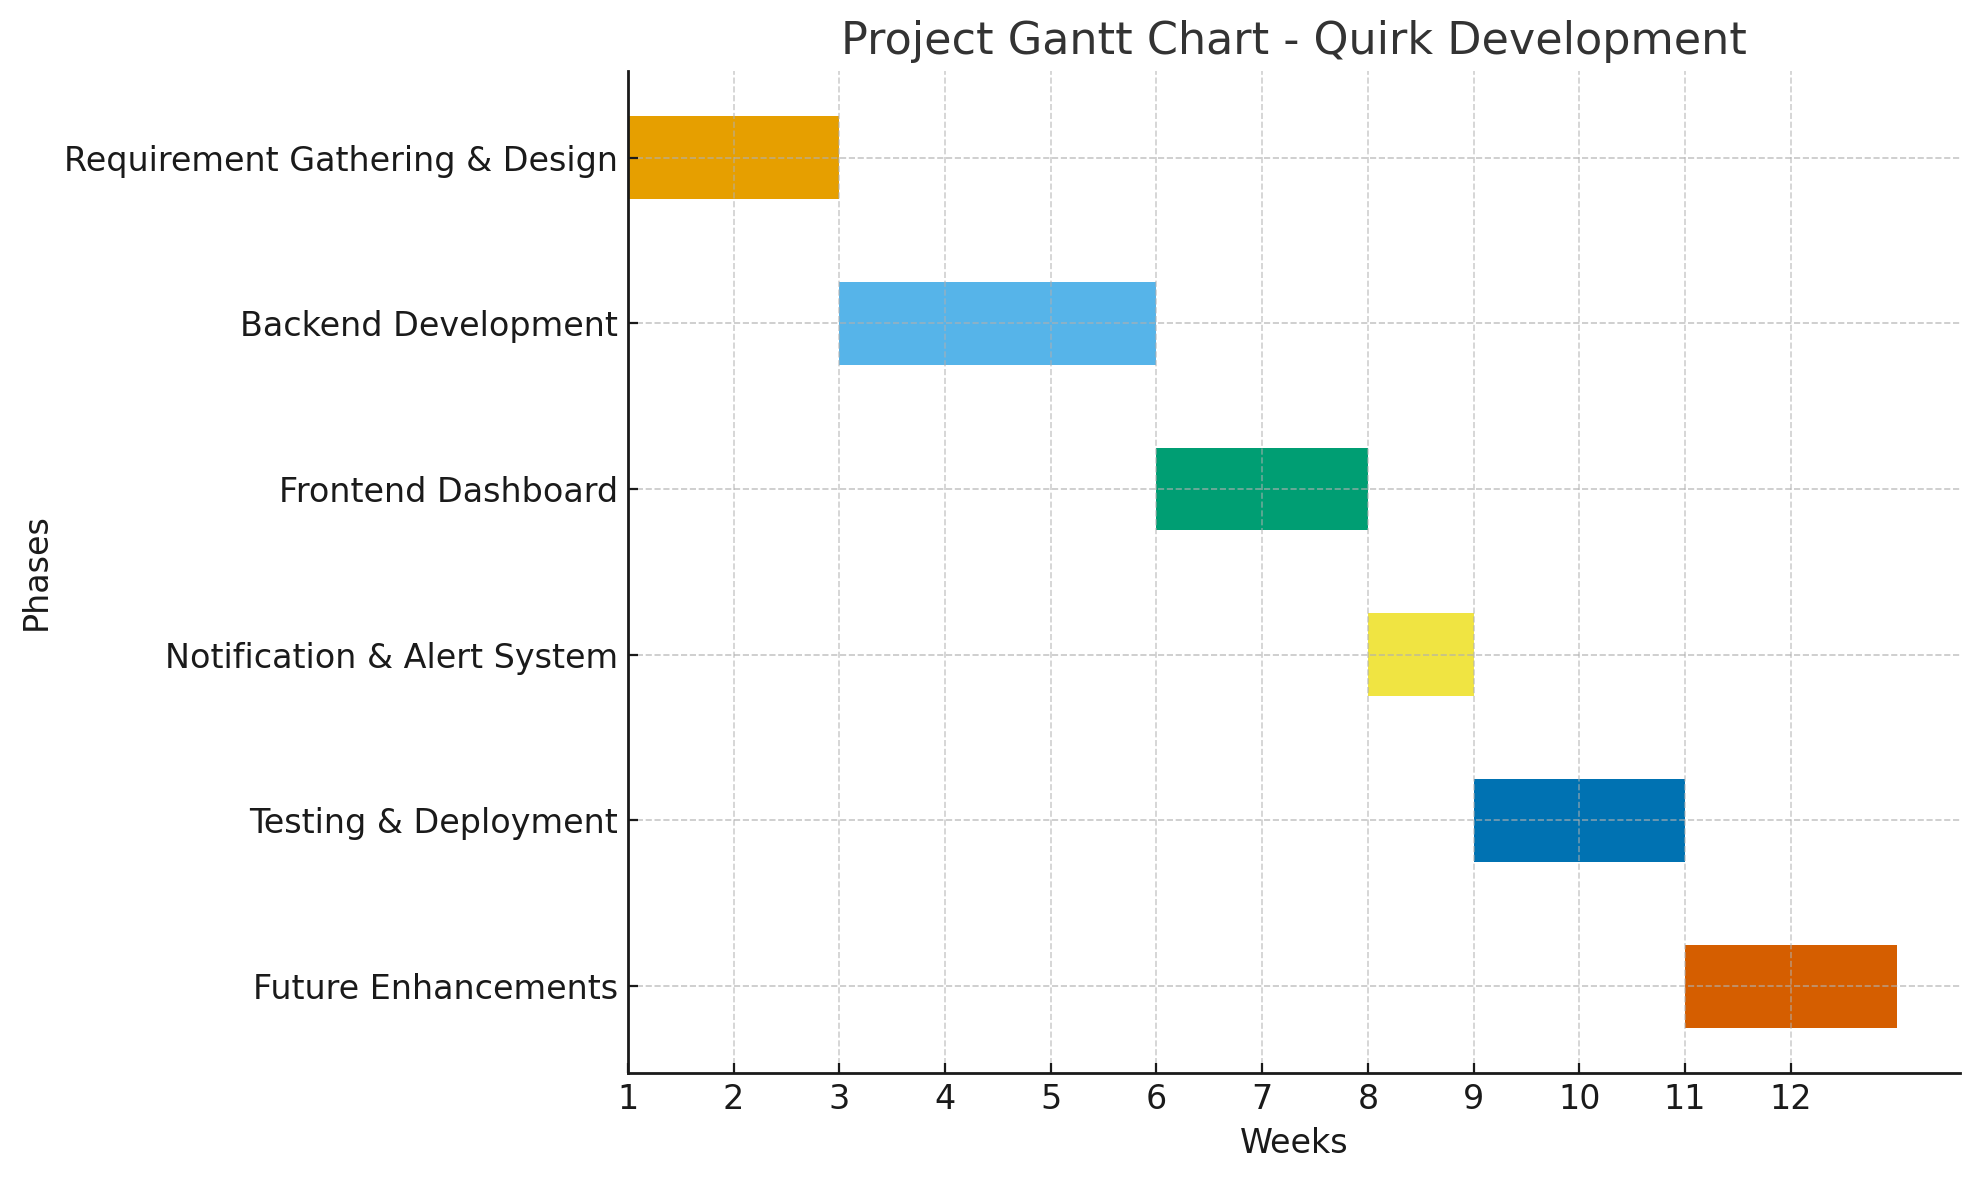 Project Gantt Chart - Quirk Development
Requirement Gathering & Design
Backend Development
Frontend Dashboard
Notification & Alert System
Testing & Deployment
Future Enhancements
Phases
1 2 3 4 5 6 7 8 9 10 11 12
Weeks